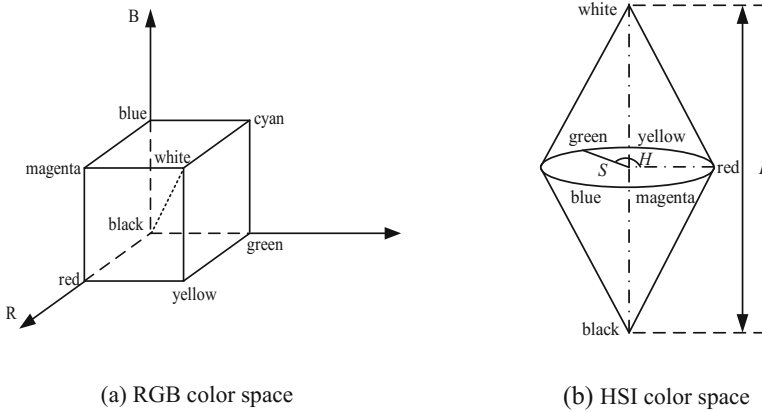 B
blue
cyan
magenta
white
black
green
red
yellow
R
(a) RGB color space
white
green
yellow
H
S
red
blue
magenta
black
(b) HSI color space